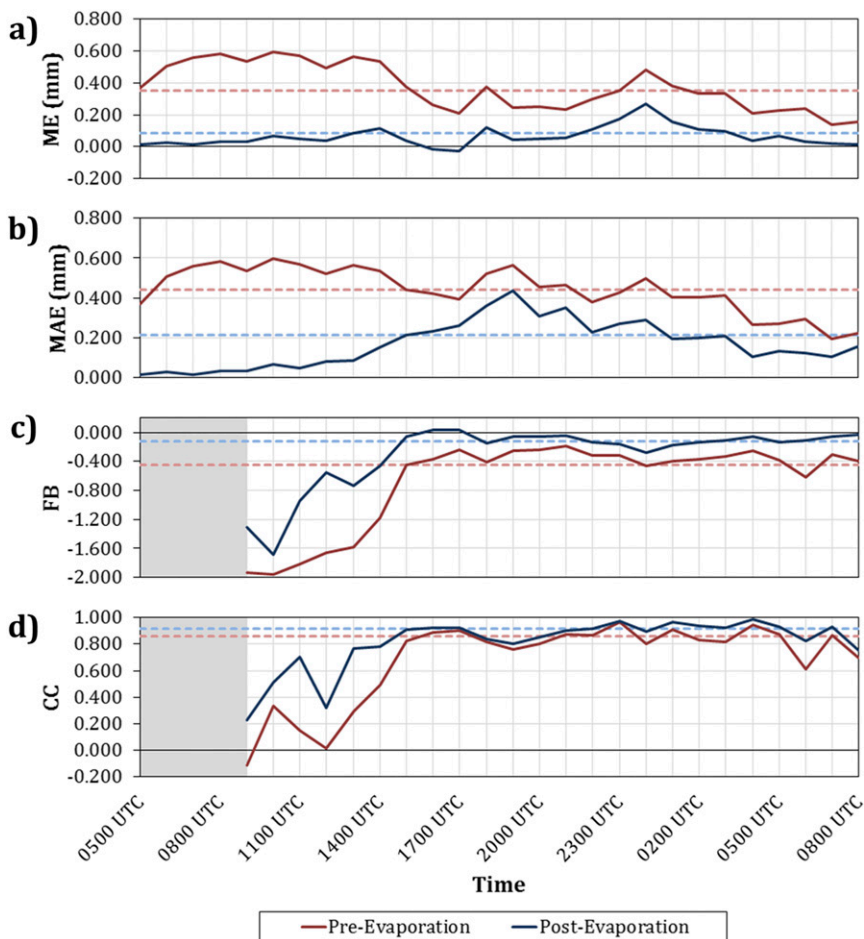 a)
ME (mm)
0.800
0.600
0.400
0.200
0.000
-0.200
b)
MAE (mm)
0.800
0.600
0.400
0.200
0.000
c)
FB
0.000
-0.400
-0.800
-1.200
-1.600
-2.000
d)
CC
1.000
0.800
0.600
0.400
0.200
0.000
-0.200
0500 UTC
0800 UTC
1100 UTC
1400 UTC
1700 UTC
2000 UTC
2300 UTC
0200 UTC
0500 UTC
0800 UTC
Time
Pre-Evaporation
Post-Evaporation